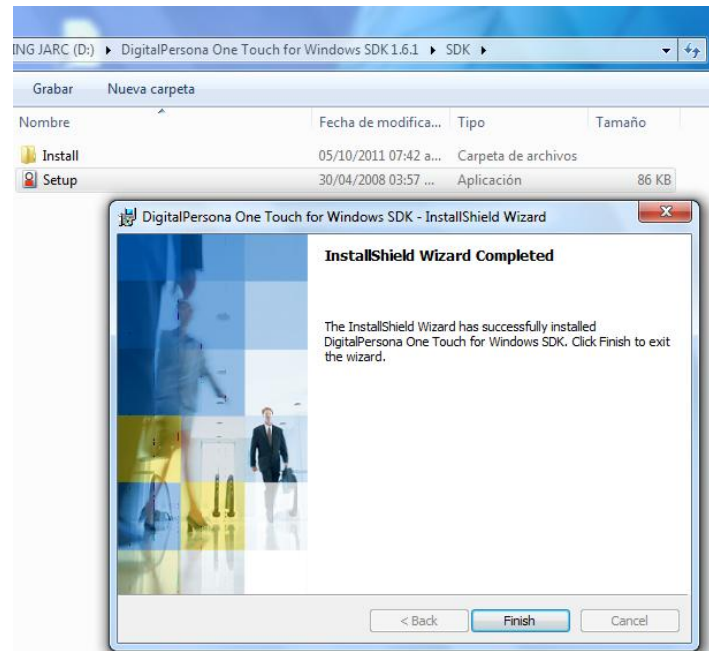 ING JARC (D:) ▸ DigitalPersona One Touch for Windows SDK 1.6.1 ▸ SDK ▸
Grabar Nueva carpeta
Nombre Fecha de modifica... Tipo Tamaño
Install 05/10/2011 07:42 a... Carpeta de archivos
Setup 30/04/2008 03:57 ... Aplicación 86 KB
DigitalPersona One Touch for Windows SDK - InstallShield Wizard
InstallShield Wizard Completed
The InstallShield Wizard has successfully installed
DigitalPersona One Touch for Windows SDK. Click Finish to exit
the wizard.
< Back Finish Cancel